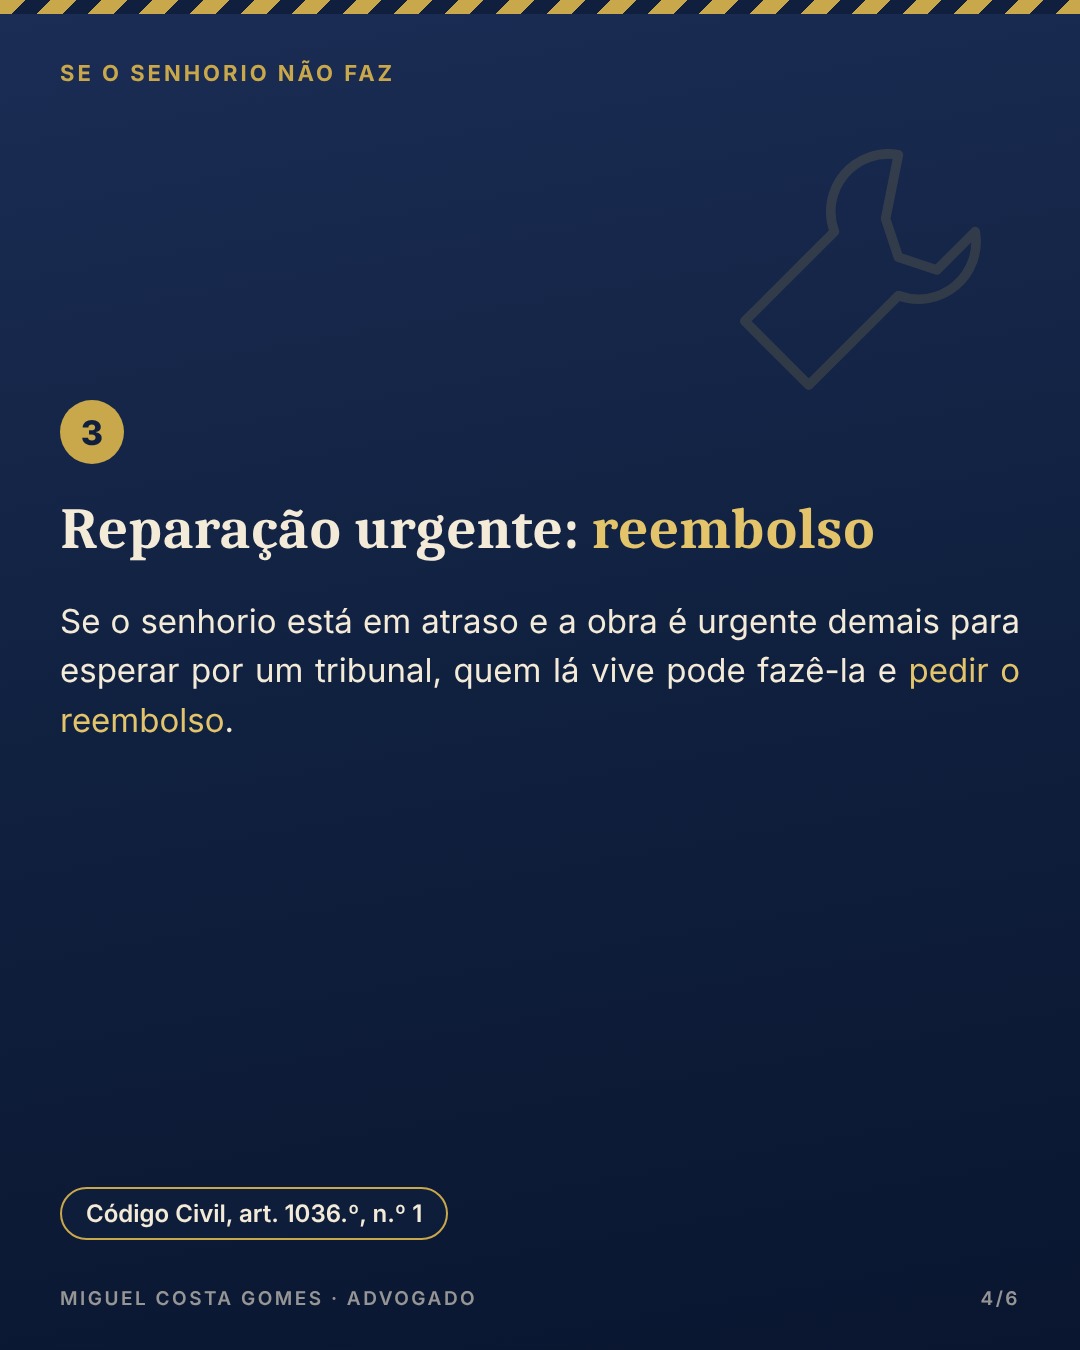 SE O SENHORIO NÃO FAZ
3
Reparação urgente: reembolso
Se o senhorio está em atraso e a obra é urgente demais para
esperar por um tribunal, quem lá vive pode fazê-la e pedir o
reembolso.
Código Civil, art. 1036.º, n.º 1
MIGUEL COSTA GOMES · ADVOGADO
4/6